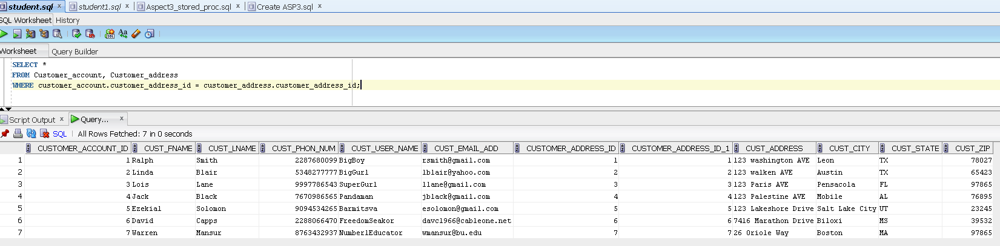 student.sql x student1.sql x Aspect3_stored_proc.sql x Create ASP3.sql x
SQL Worksheet History
Worksheet Query Builder
SELECT *
FROM Customer_account, Customer_address
WHERE customer_account.customer_address_id = customer_address.customer_address_id;
Script Output x Query... x
SQL | All Rows Fetched: 7 in 0 seconds
CUSTOMER_ACCOUNT_ID CUST_FNAME CUST_LNAME CUST_PHON_NUM CUST_USER_NAME CUST_EMAIL_ADD CUSTOMER_ADDRESS_ID CUSTOMER_ADDRESS_ID_1 CUST_ADDRESS CUST_CITY CUST_STATE CUST_ZIP
1 1 Ralph Smith 2287680099 BigBoy rsmith@gmail.com 1 1 123 washington AVE Leon TX 78027
2 2 Linda Blair 5348277777 BigGurl lblair@yahoo.com 2 2 123 walken AVE Austin TX 65423
3 3 Lois Lane 9997786543 SuperGurl llane@gmail.com 3 3 123 Paris AVE Pensacola FL 97865
4 4 Jack Black 7670986565 Pandaman jblack@gmail.com 4 4 123 Palestine AVE Mobile AL 76895
5 5 Ezekial Solomon 9094534265 Barmitsva esolomon@gmail.com 5 5 123 Lakeshore Drive Salt Lake City UT 23245
6 6 David Capps 2288066470 FreedomSeakor davc1966@cableone.net 6 6 7416 Marathon Drive Biloxi MS 39532
7 7 Warren Mansur 8763432937 Number1Educator wmansur@bu.edu 7 7 26 Oriole Way Boston MA 97865